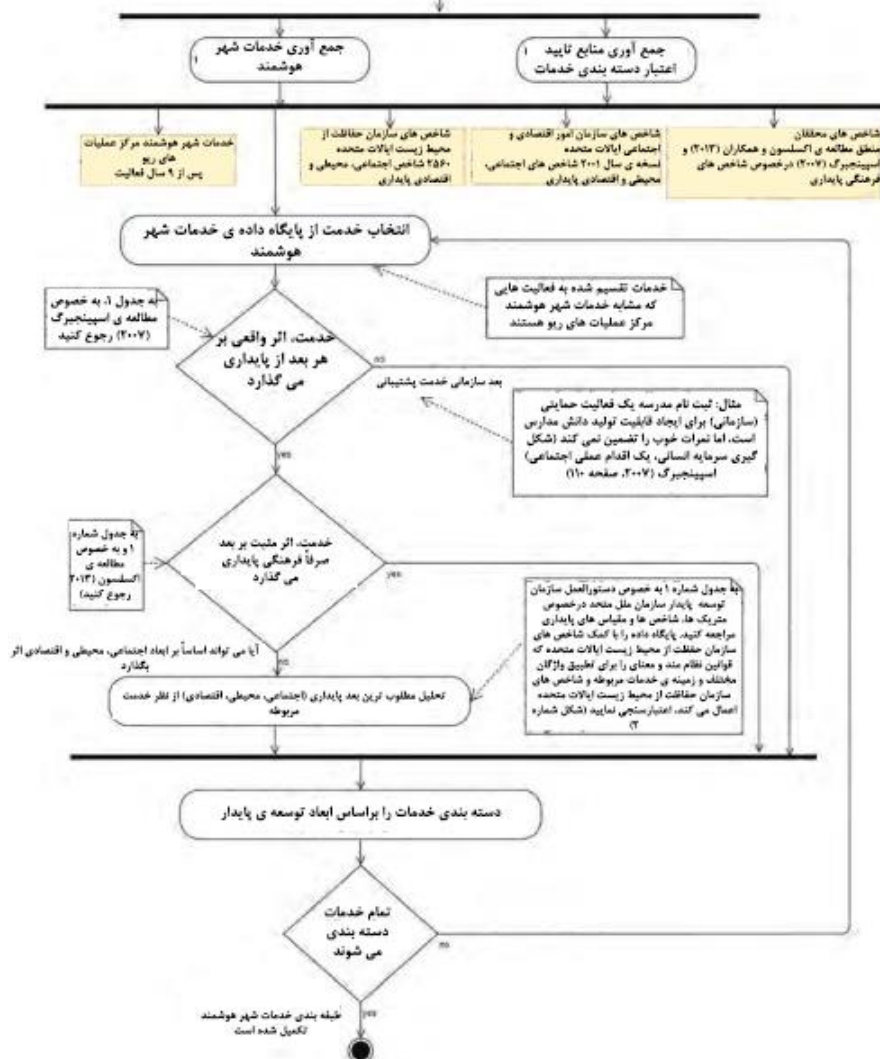 جمع آوری خدمات شهر
هوشمند
۱
جمع آوری منابع تایید
اعتبار دسته بندی خدمات
۱
خدمات شهر هوشمند مرکز عملیات
های ریو
پس از ۹ سال فعالیت
شاخص های سازمان حفاظت از
محیط زیست ایالات متحده
۲۵۶۰ شاخص اجتماعی، محیطی و
اقتصادی پایداری
شاخص های سازمان امور اقتصادی و
اجتماعی ایالات متحده
نسخه ی سال ۲۰۰۱ شاخص های اجتماعی،
محیطی و اقتصادی پایداری
شاخص های محققان
منطق مطالعه ی اکسلسون و همکاران (۲۰۱۳) و
اسپینجبرگ (۲۰۰۷) درخصوص شاخص های
فرهنگی پایداری
انتخاب خدمت از پایگاه داده ی خدمات شهر
هوشمند
خدمات تقسیم شده به فعالیت هایی
که مشابه خدمات شهر هوشمند
مرکز عملیات های ریو هستند
به جدول ۱، به خصوص
مطالعه ی اسپینجبرگ
(۲۰۰۷) رجوع کنید
خدمت، اثر واقعی بر
هر بعد از پایداری
می گذارد
no
بعد سازمانی خدمت پشتیبانی
مثال: ثبت نام مدرسه یک فعالیت حمایتی
(سازمانی) برای ایجاد قابلیت تولید دانش مدارس
است، اما نمرات خوب را تضمین نمی کند (شکل
گیری سرمایه انسانی، یک اقدام عملی اجتماعی)
اسپینجبرگ (۲۰۰۷، صفحه ۱۱۰)
yes
به جدول شماره
۱ و به خصوص
مطالعه ی
اکسلسون (۲۰۱۳
رجوع کنید)
خدمت، اثر مثبت بر بعد
صرفاً فرهنگی پایداری
می گذارد
yes
به جدول شماره ۱ به خصوص دستورالعمل سازمان
توسعه پایدار سازمان ملل متحد درخصوص
متریک ها، شاخص ها و مقیاس های پایداری
مراجعه کنید. پایگاه داده را با کمک شاخص های
سازمان حفظت از محیط زیست ایالات متحده که
قوانین نظام مند و معنای را برای تطبیق واژگان
مختلف و زمینه ی خدمات مربوطه و شاخص های
سازمان حفاظت از محیط زیست ایالات متحده
اعمال می کند، اعتبارسنجی نمایید (شکل شماره
۲)
آیا می تواند اساساً بر ابعاد اجتماعی، محیطی و اقتصادی اثر
بگذارد
no
تحلیل مطلوب ترین بعد پایداری (اجتماعی، محیطی، اقتصادی) از نظر خدمت
مربوطه
دسته بندی خدمات را براساس ابعاد توسعه ی پایدار
تمام خدمات
دسته بندی
می شوند
no
yes
طبقه بندی خدمات شهر هوشمند
تکمیل شده است